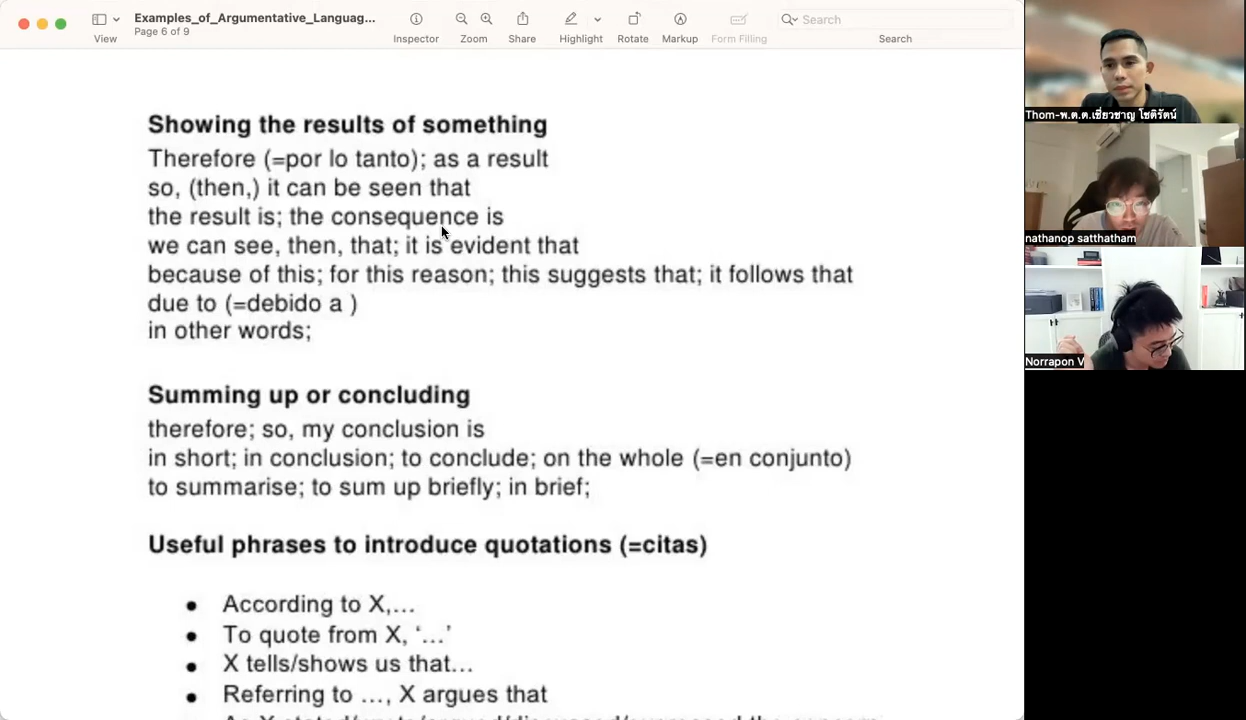 Examples_of_Argumentative_Languag...
Page 6 of 9
View
Inspector
Zoom
Share
Highlight
Rotate
Markup
Form Filling
Search
Search
Showing the results of something
Therefore (=por lo tanto); as a result
so, (then,) it can be seen that
the result is; the consequence is
we can see, then, that; it is evident that
because of this; for this reason; this suggests that; it follows that
due to (=debido a )
in other words;
Summing up or concluding
therefore; so, my conclusion is
in short; in conclusion; to conclude; on the whole (=en conjunto)
to summarise; to sum up briefly; in brief;
Useful phrases to introduce quotations (=citas)
• According to X,…
• To quote from X, ‘…’
• X tells/shows us that…
• Referring to …, X argues that
Thom-พ.ต.ต.เชี่ยวชาญ โชติรัตน์
nathanop satthatham
Norrapon V